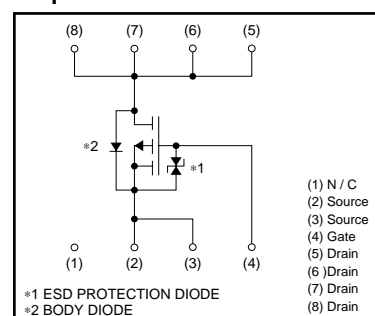 (8) (7) (6) (5)
∗2
∗1
(1) (2) (3) (4)
∗1 ESD PROTECTION DIODE
∗2 BODY DIODE
(1) N / C
(2) Source
(3) Source
(4) Gate
(5) Drain
(6 )Drain
(7) Drain
(8) Drain